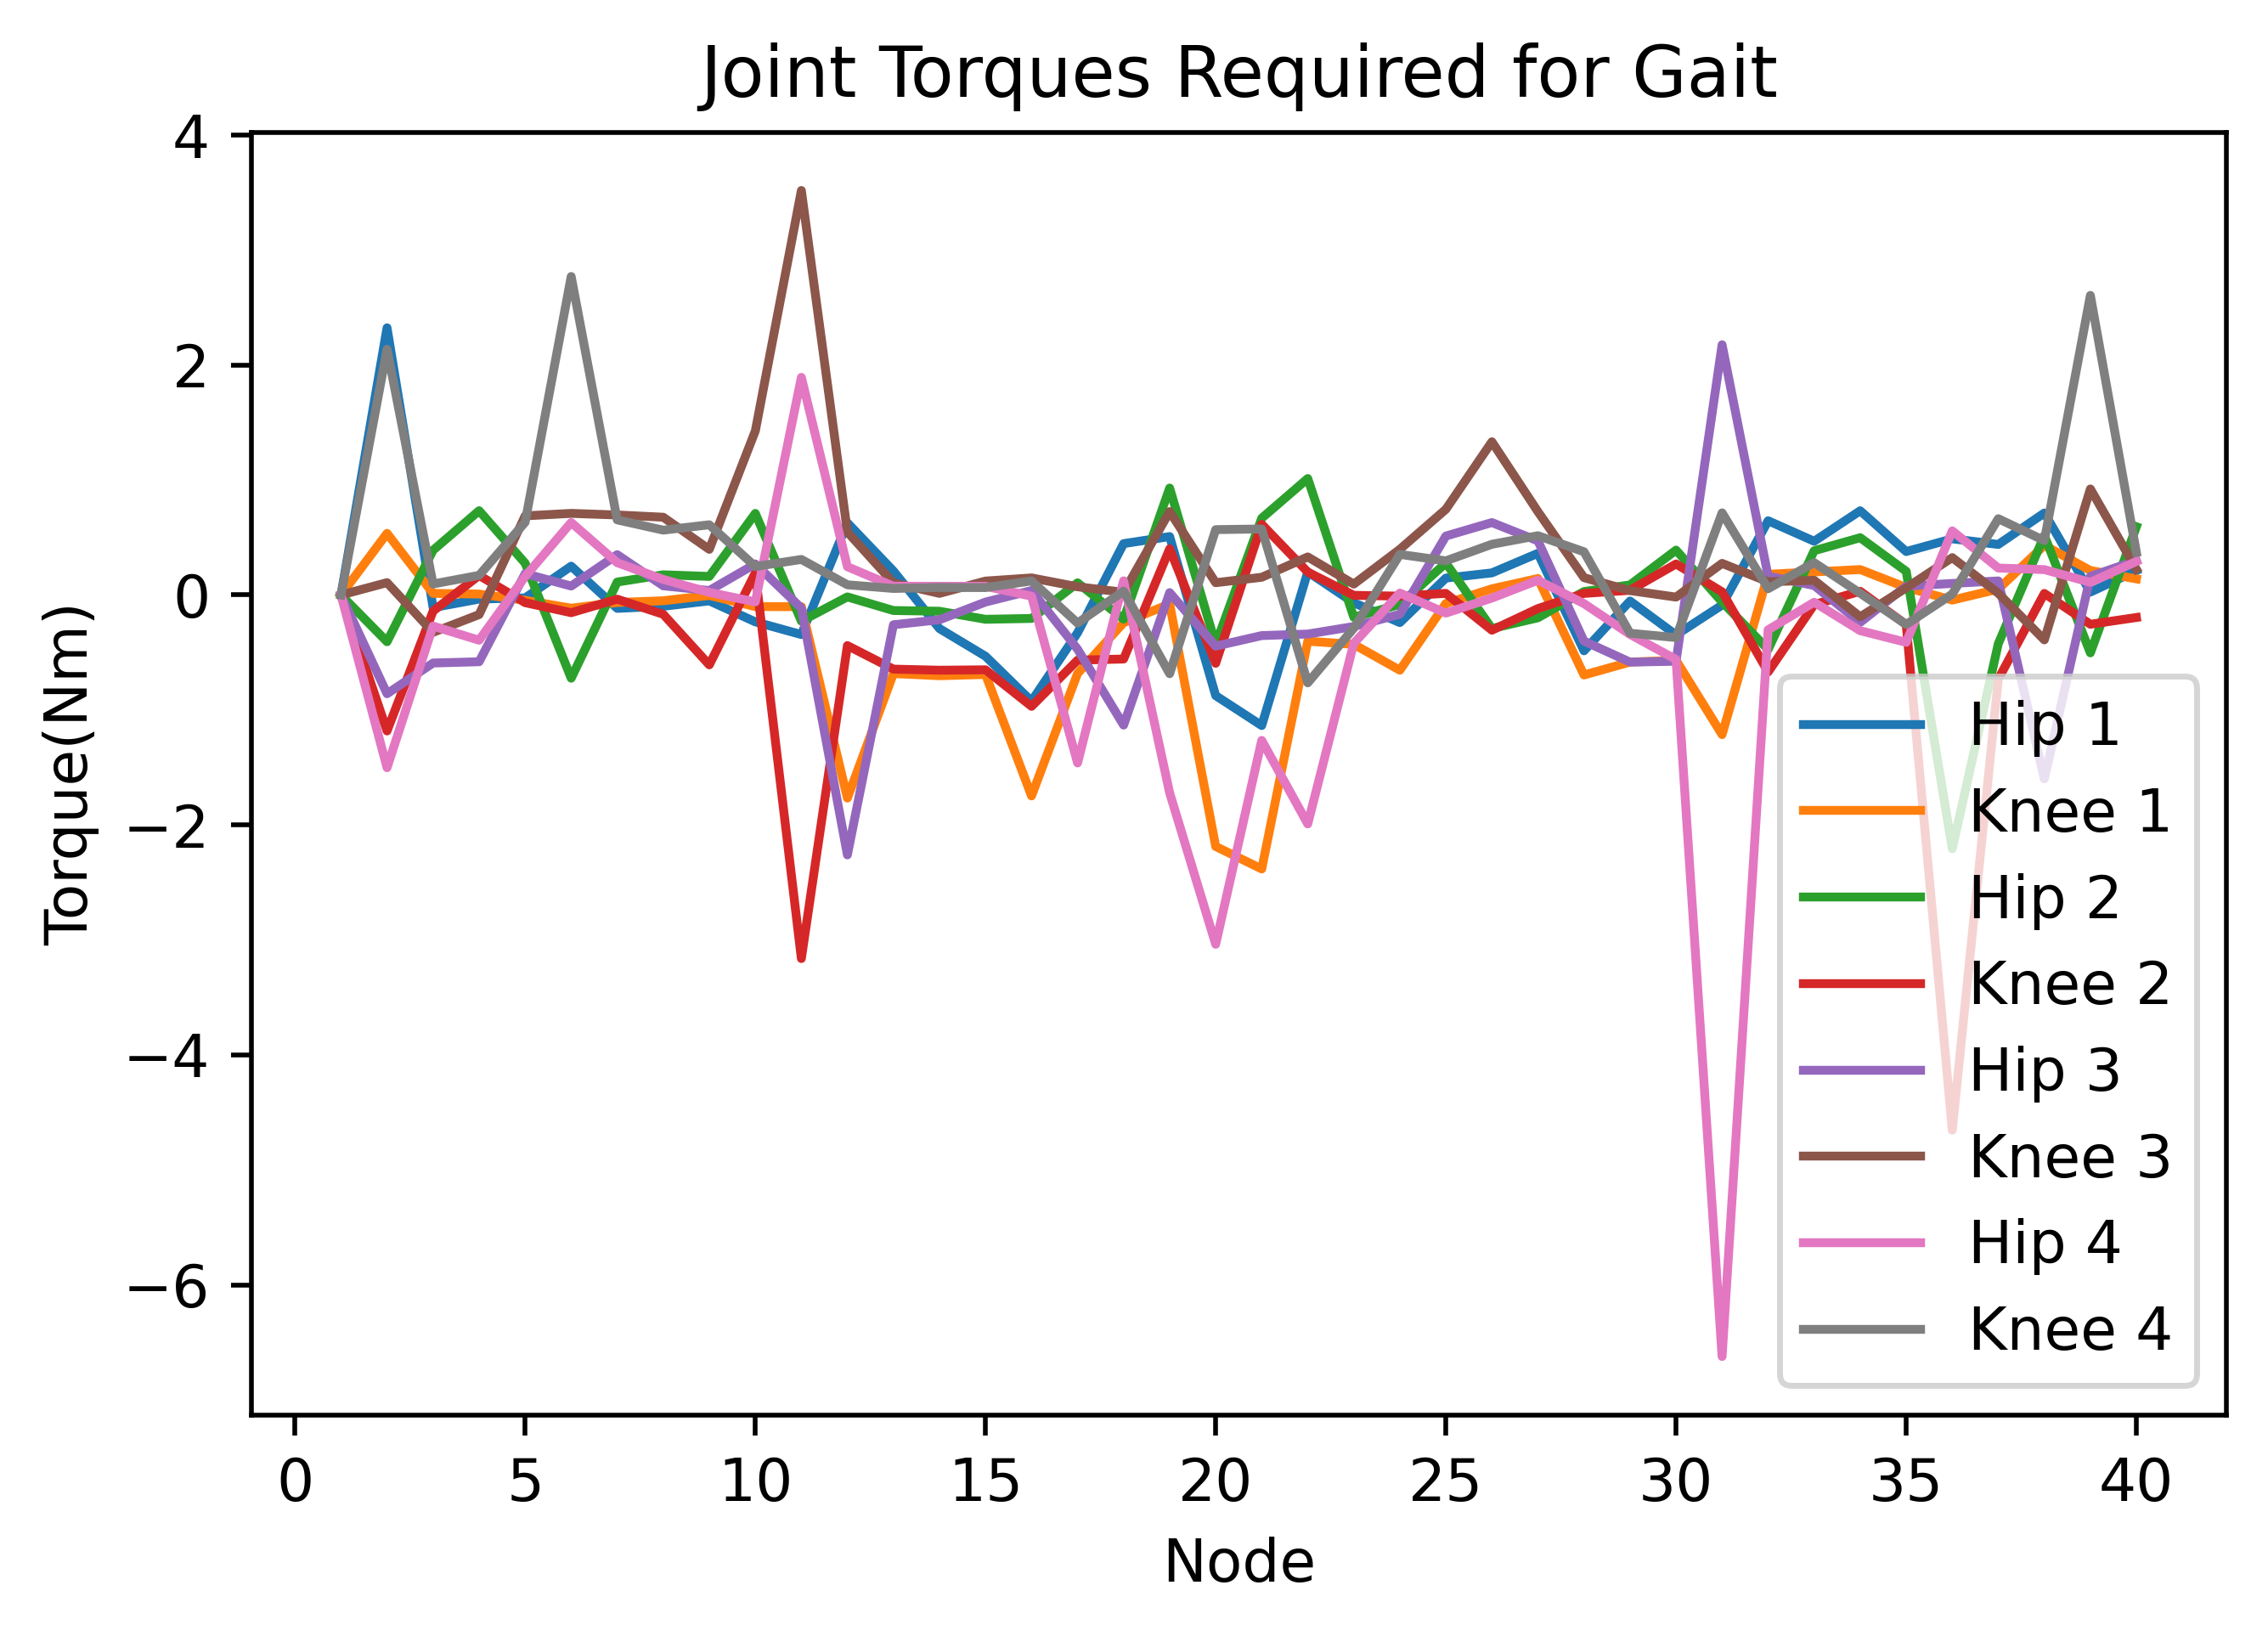 Joint Torques Required for Gait
4
2
0
−2
−4
−6
Torque(Nm)
Hip 1
Knee 1
Hip 2
Knee 2
Hip 3
Knee 3
Hip 4
Knee 4
0 5 10 15 20 25 30 35 40
Node